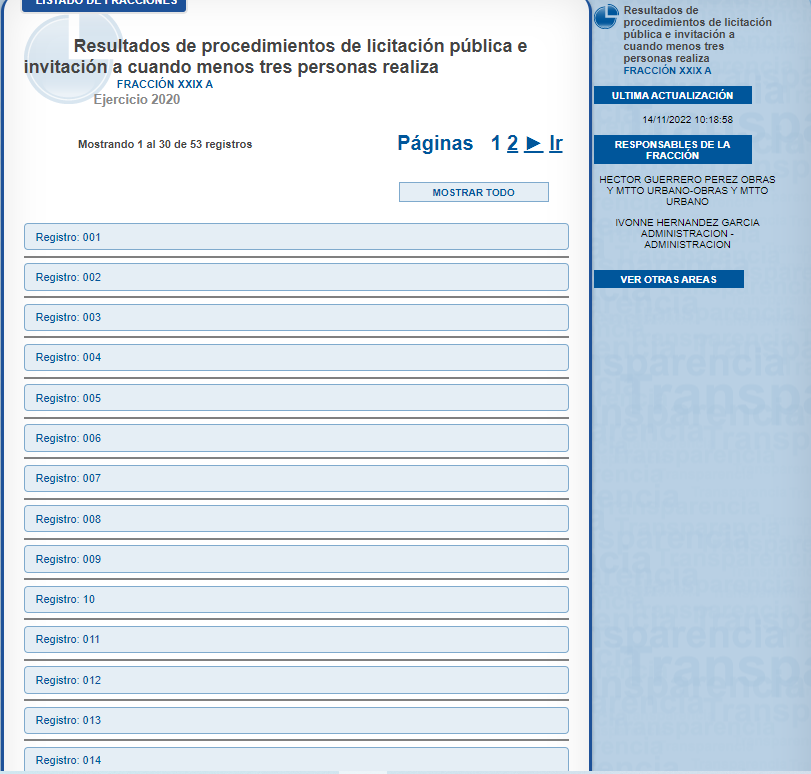 LISTADO DE FRACCIONES
Resultados de procedimientos de licitación pública e
invitación a cuando menos tres personas realiza
FRACCIÓN XXIX A
Ejercicio 2020
Mostrando 1 al 30 de 53 registros
Páginas 1 2 ► Ir
MOSTRAR TODO
Registro: 001
Registro: 002
Registro: 003
Registro: 004
Registro: 005
Registro: 006
Registro: 007
Registro: 008
Registro: 009
Registro: 10
Registro: 011
Registro: 012
Registro: 013
Registro: 014
Resultados de
procedimientos de licitación
pública e invitación a
cuando menos tres
personas realiza
FRACCIÓN XXIX A
ULTIMA ACTUALIZACIÓN
14/11/2022 10:18:58
RESPONSABLES DE LA
FRACCIÓN
HECTOR GUERRERO PEREZ OBRAS
Y MTTO URBANO-OBRAS Y MTTO
URBANO
IVONNE HERNANDEZ GARCIA
ADMINISTRACION -
ADMINISTRACION
VER OTRAS AREAS